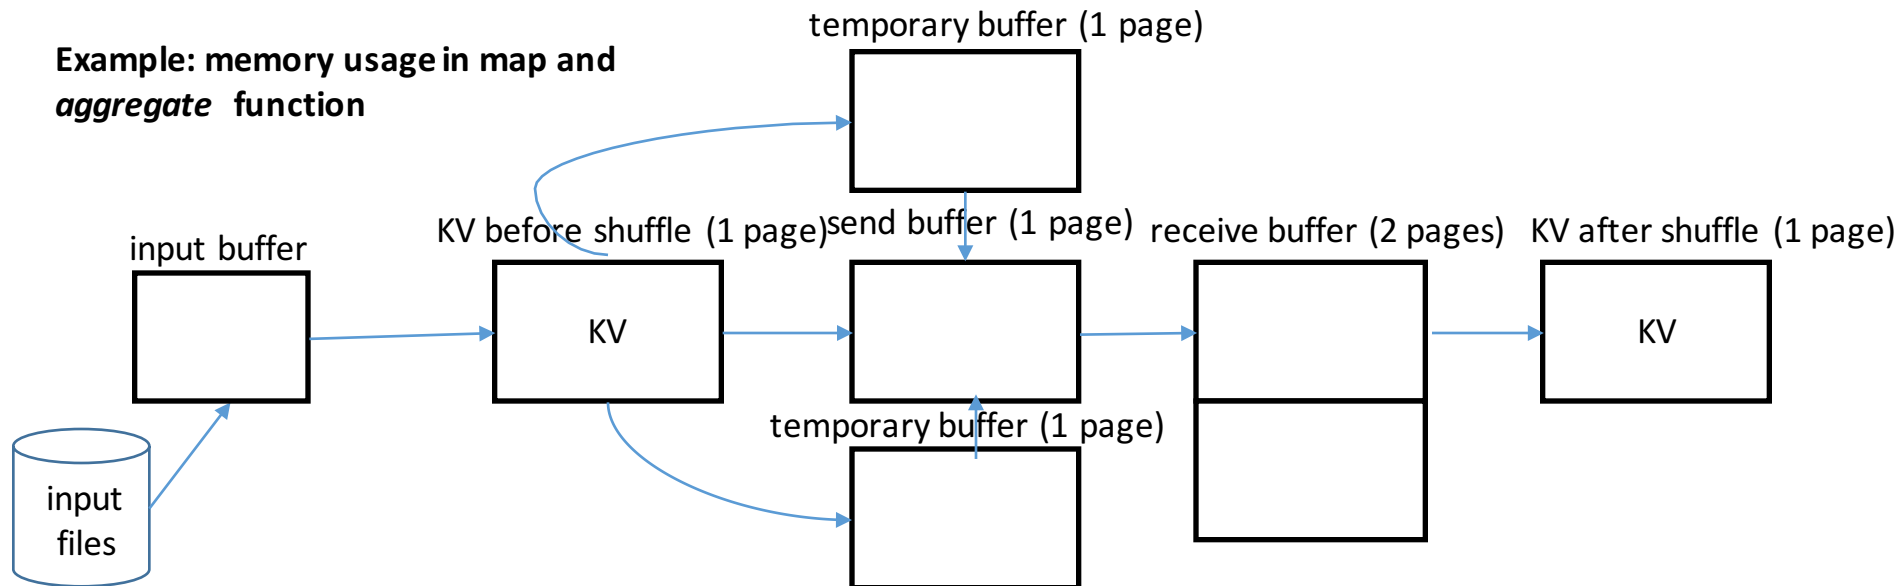 temporary buffer (1 page)
Example: memory usage in map and
aggregate function
KV before shuffle (1 page)
send buffer (1 page)
receive buffer (2 pages)
KV after shuffle (1 page)
input buffer
KV
KV
temporary buffer (1 page)
input
files